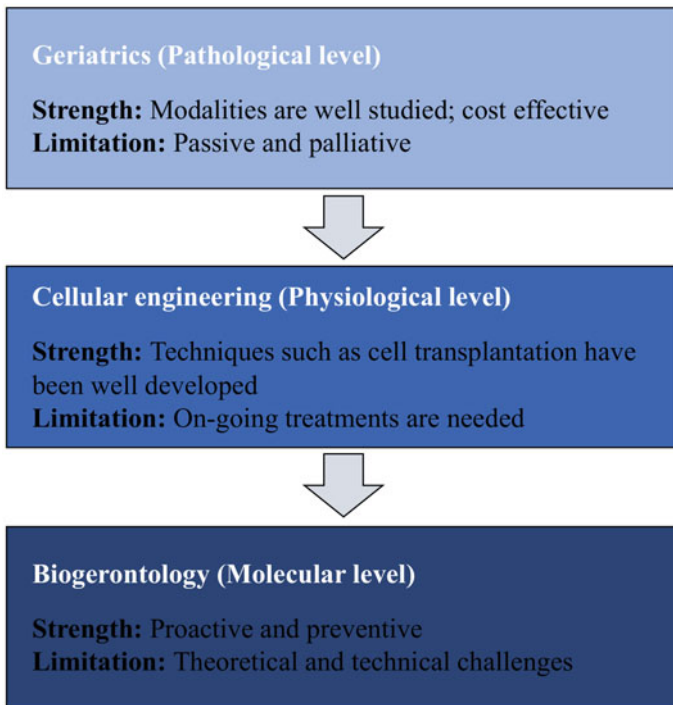 Geriatrics (Pathological level)
Strength: Modalities are well studied; cost effective
Limitation: Passive and palliative
Cellular engineering (Physiological level)
Strength: Techniques such as cell transplantation have
been well developed
Limitation: On-going treatments are needed
Biogerontology (Molecular level)
Strength: Proactive and preventive
Limitation: Theoretical and technical challenges